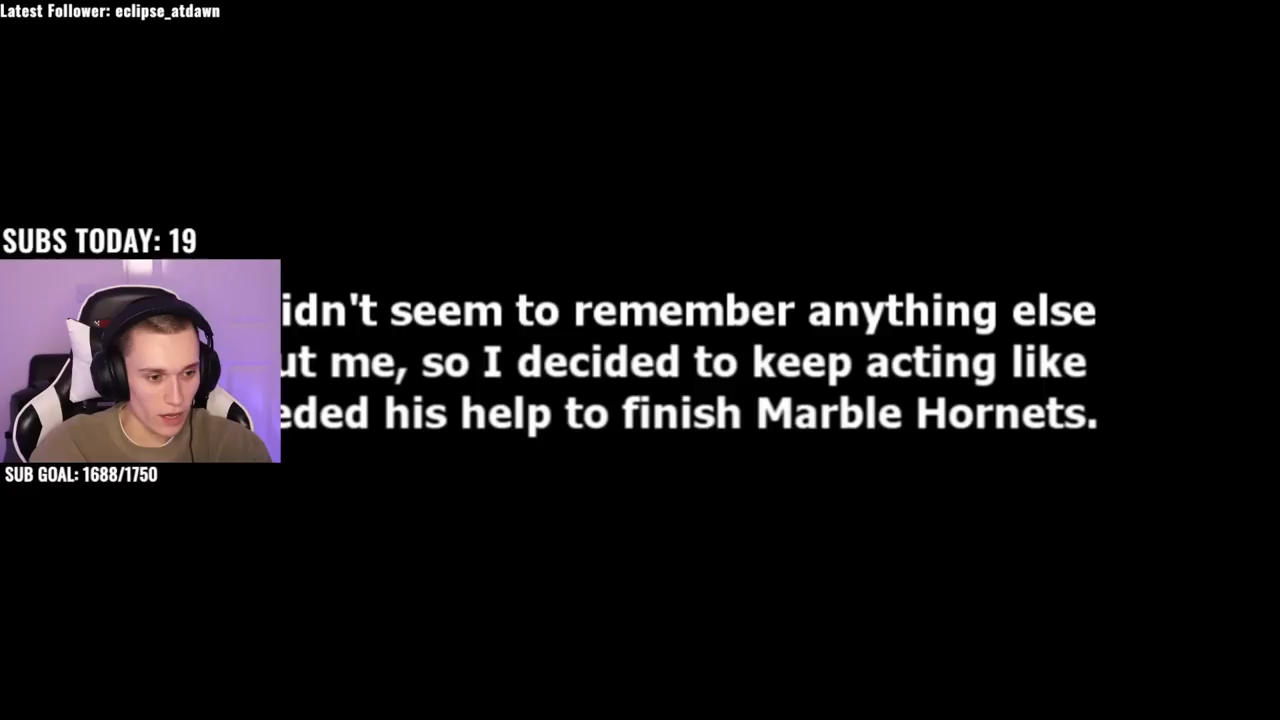 Latest Follower: eclipse_atdawn
SUBS TODAY: 19
idn't seem to remember anything else
ut me, so I decided to keep acting like
eded his help to finish Marble Hornets.
SUB GOAL: 1688/1750